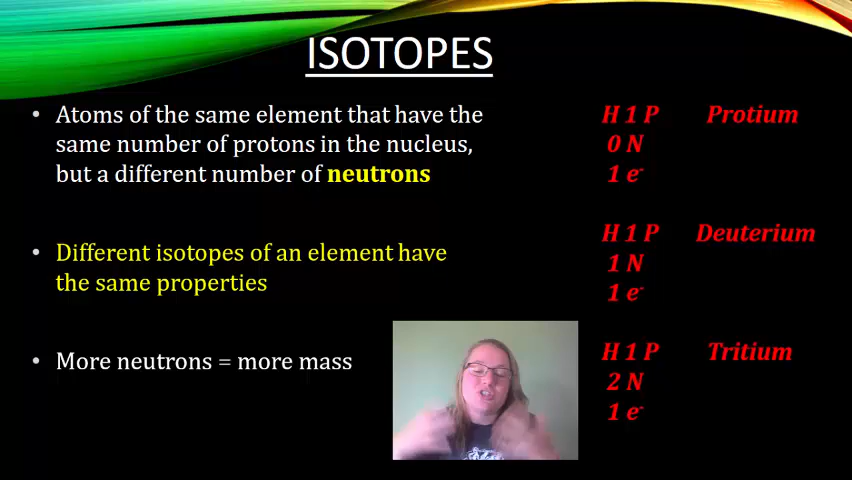 ISOTOPES
• Atoms of the same element that have the
same number of protons in the nucleus,
but a different number of neutrons
• Different isotopes of an element have
the same properties
• More neutrons = more mass
H 1 P Protium
0 N
1 e-
H 1 P Deuterium
1 N
1 e-
H 1 P Tritium
2 N
1 e-